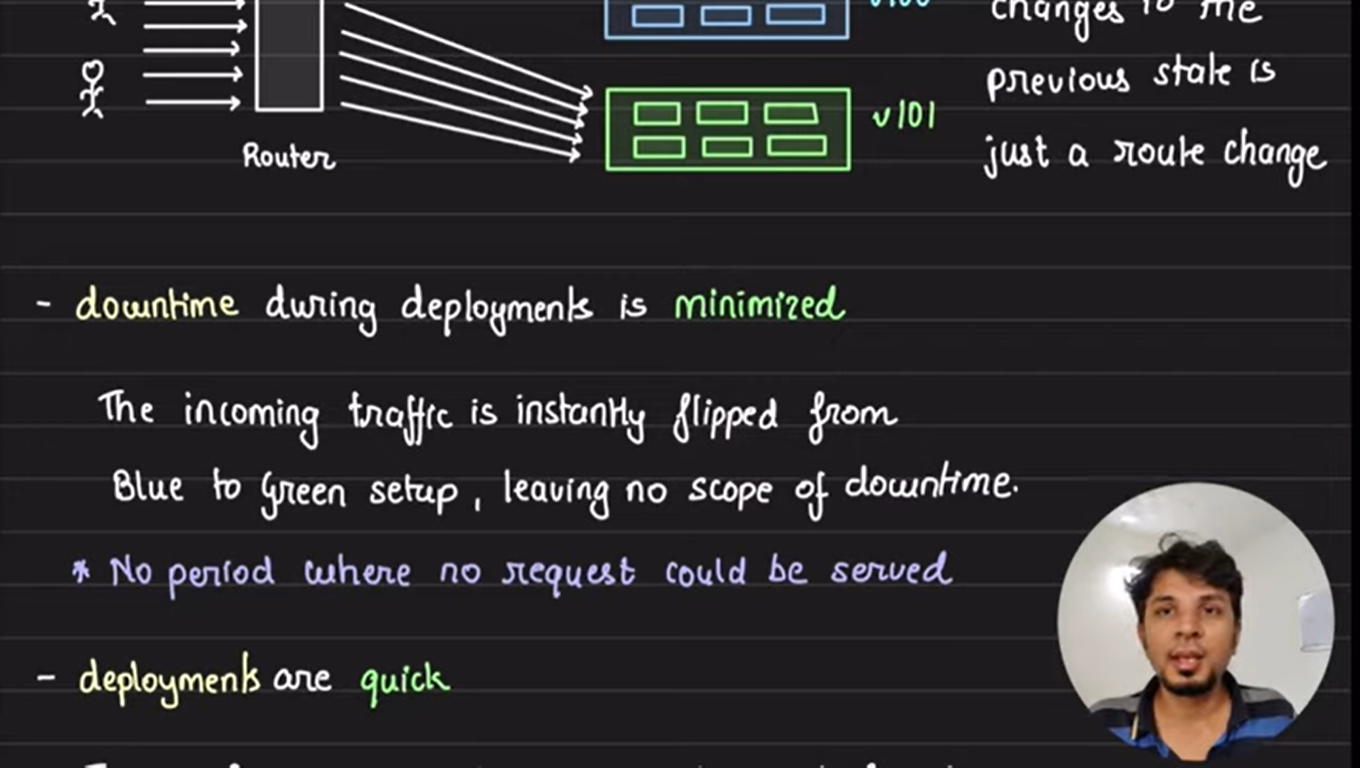 changes to the
previous state is
v101
just a route change
Router
- downtime during deployments is minimized
The incoming traffic is instantly flipped from
Blue to Green setup, leaving no scope of downtime.
* No period where no request could be served
- deployments are quick